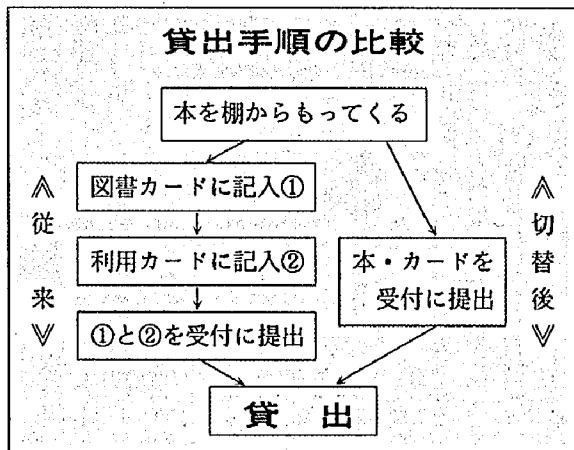 貸出手順の比較
本を棚からもってくる
図書カードに記入①
利用カードに記入②
①と②を受付に提出
≪従来≫
本・カードを
受付に提出
≪切替後≫
貸出